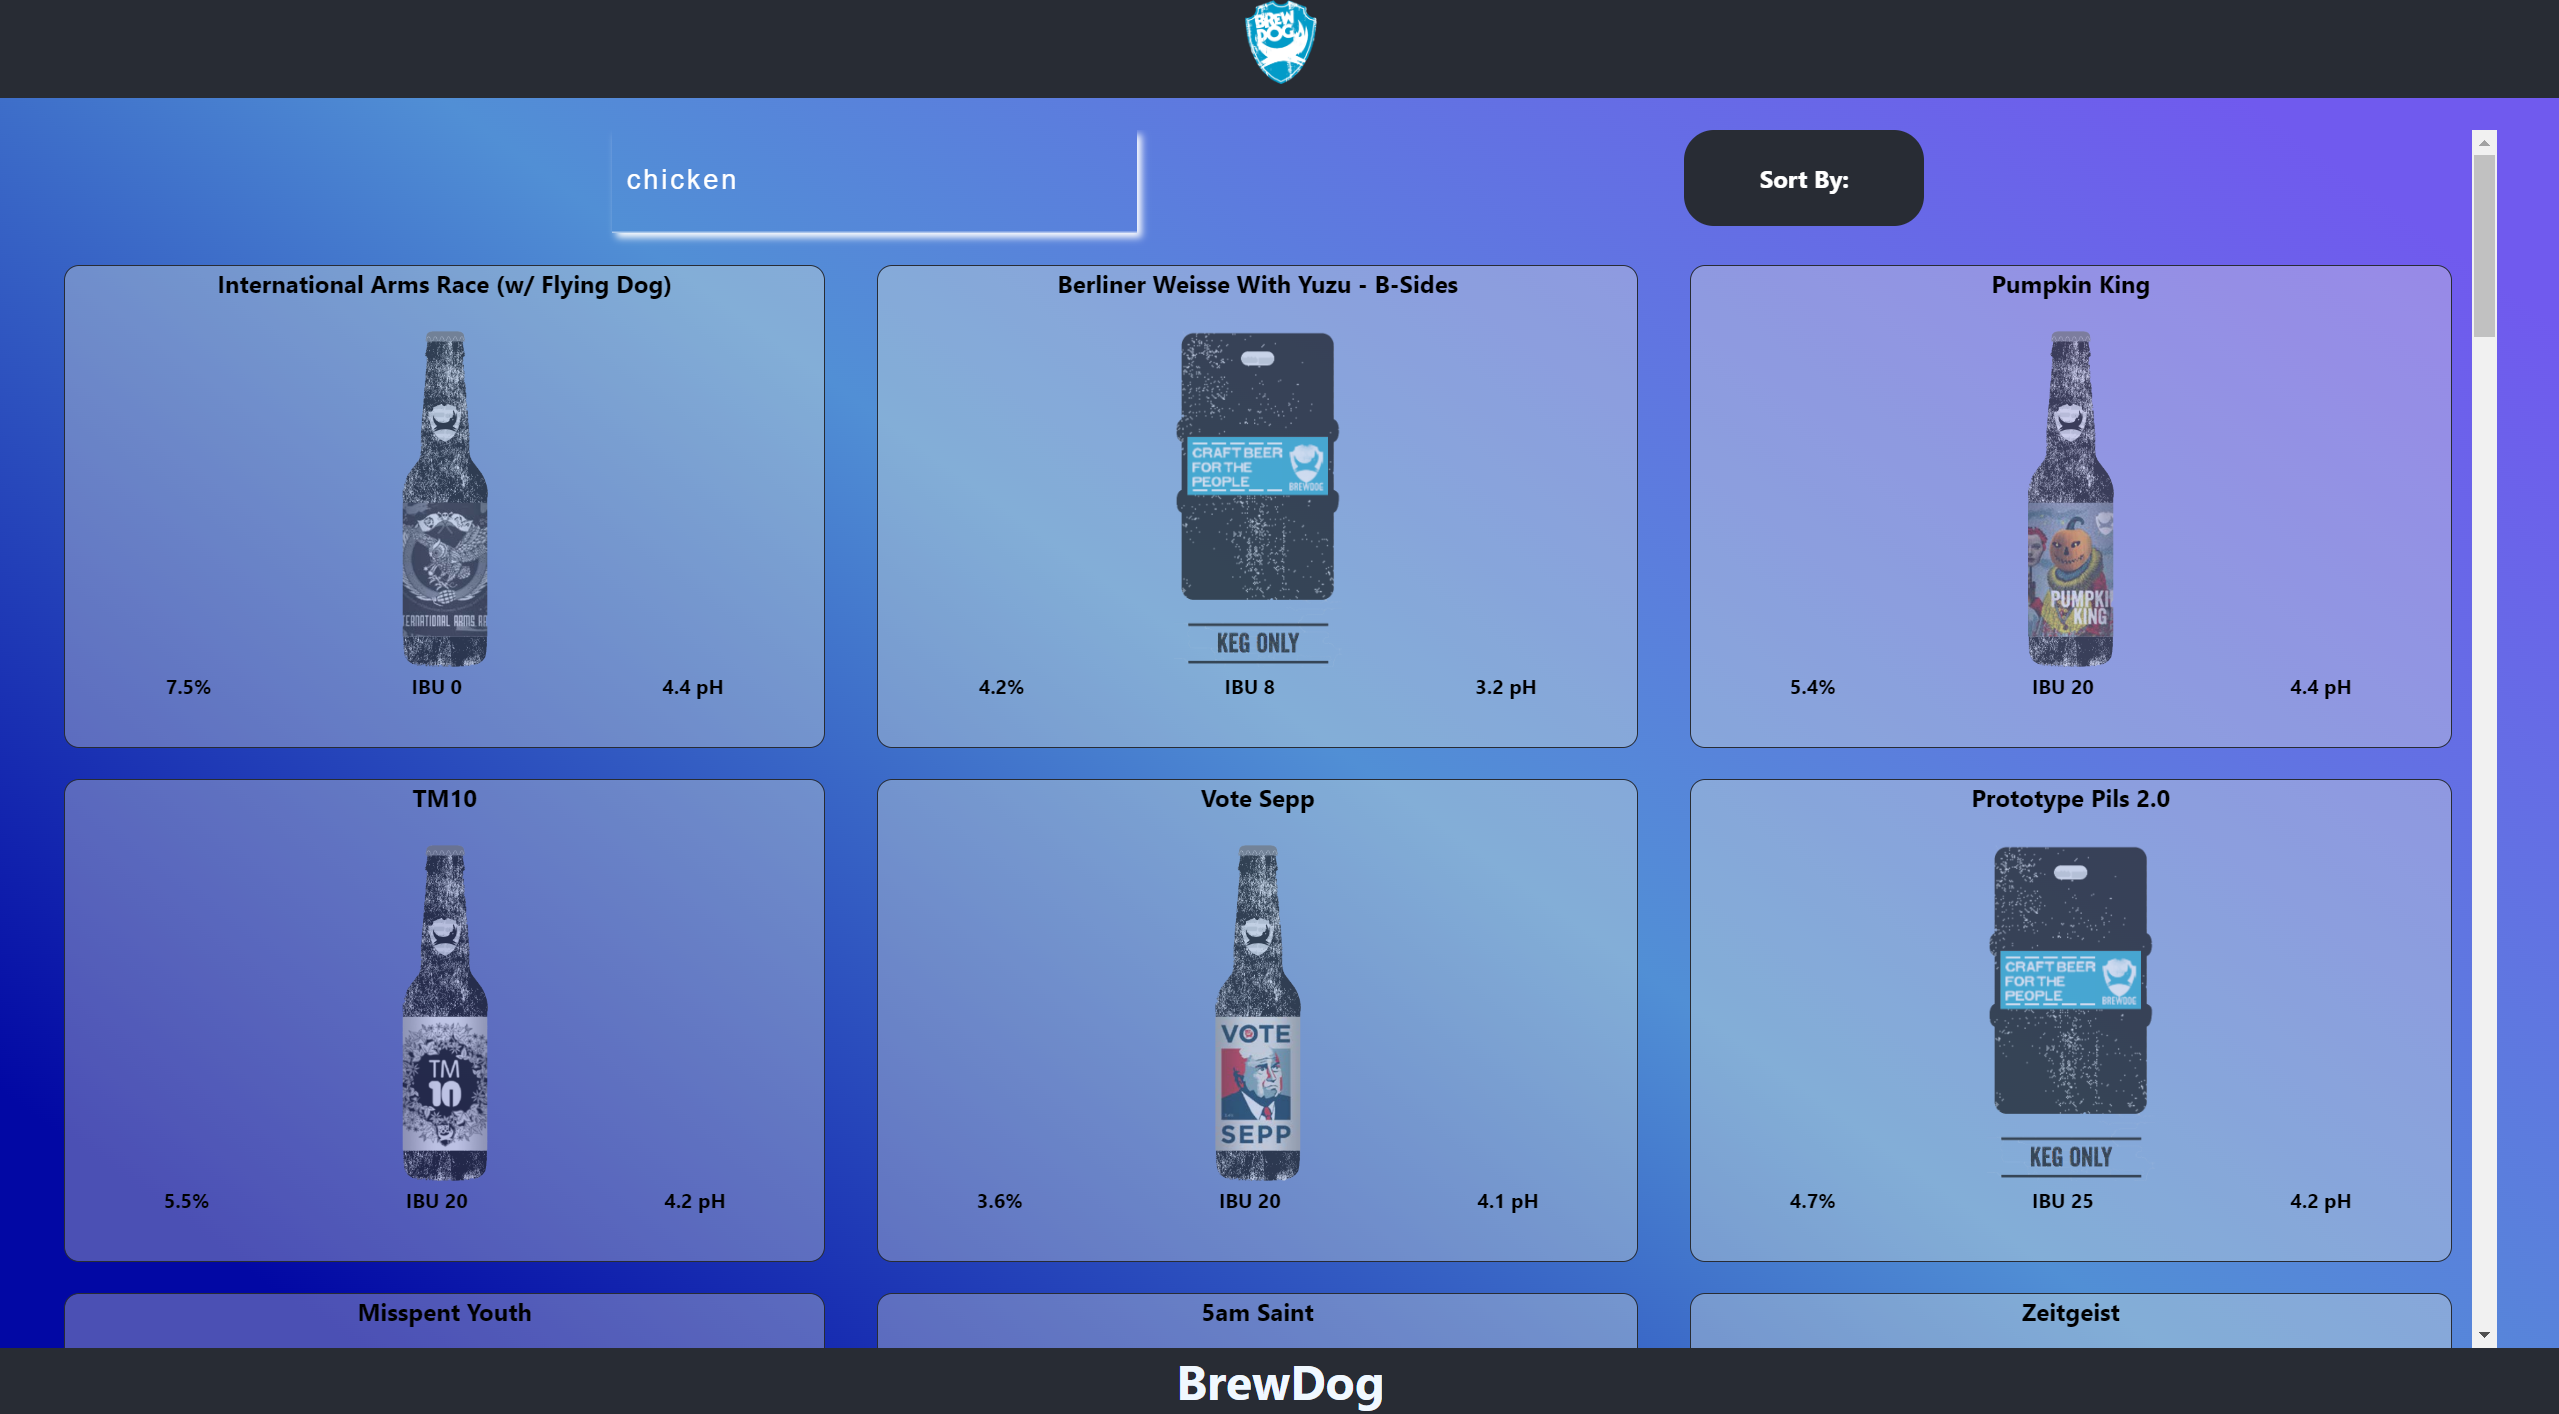 BREW
DOG
chicken
Sort By:
International Arms Race (w/ Flying Dog)
Berliner Weisse With Yuzu - B-Sides
Pumpkin King
CRAFT BEER
FOR THE
PEOPLE
BREWDOG
PUMPKI
KING
ERNATIONAL ARMS RA
KEG ONLY
7.5%
IBU 0
4.4 pH
4.2%
IBU 8
3.2 pH
5.4%
IBU 20
4.4 pH
TM10
Vote Sepp
Prototype Pils 2.0
TM
10
VOTE
SEPP
CRAFT BEER
FOR THE
PEOPLE
BREWDOG
KEG ONLY
5.5%
IBU 20
4.2 pH
3.6%
IBU 20
4.1 pH
4.7%
IBU 25
4.2 pH
Misspent Youth
5am Saint
Zeitgeist
BrewDog